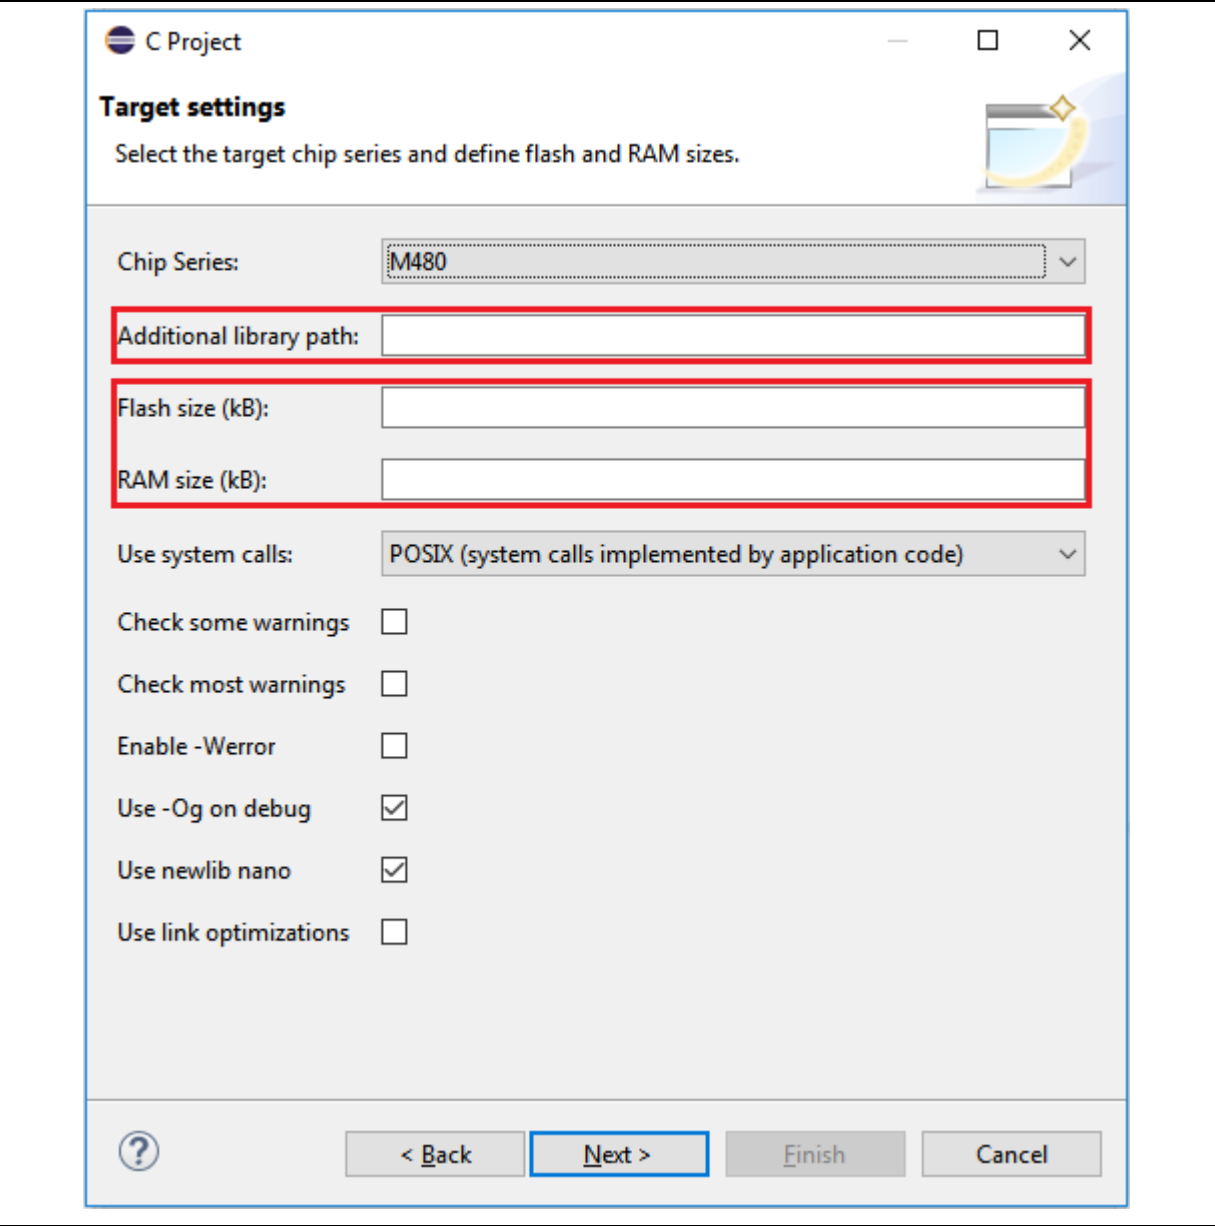 C Project
Target settings
Select the target chip series and define flash and RAM sizes.
Chip Series: M480
Additional library path:
Flash size (kB):
RAM size (kB):
Use system calls: POSIX (system calls implemented by application code)
Check some warnings
Check most warnings
Enable -Werror
Use -Og on debug
Use newlib nano
Use link optimizations
? < Back Next > Finish Cancel